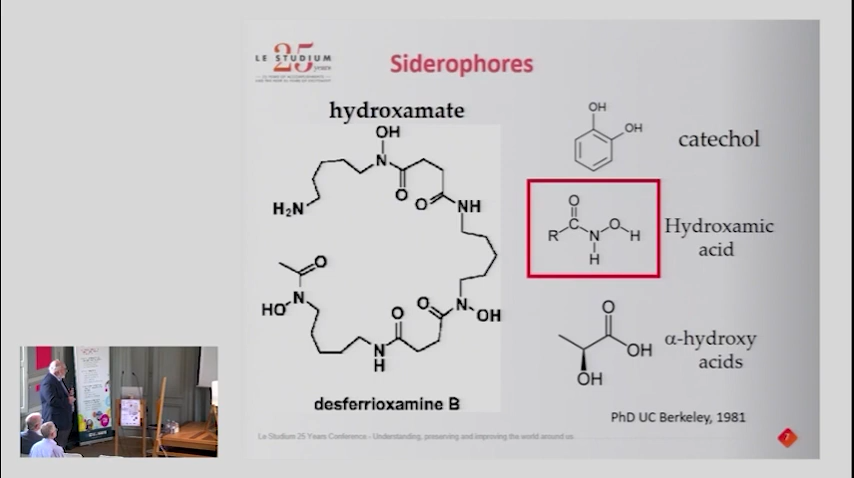 LE STUDIUM
25
years
Siderophores
hydroxamate
OH
N
O
O
NH
H₂N
O
N
HO
O
N
OH
O
N
H
desferrioxamine B
OH
OH
catechol
O
R
C
N
O
H
H
Hydroxamic
acid
O
OH
OH
α-hydroxy
acids
PhD UC Berkeley, 1981
Le Studium 25 Years Conference - Understanding, preserving and improving the world around us
7